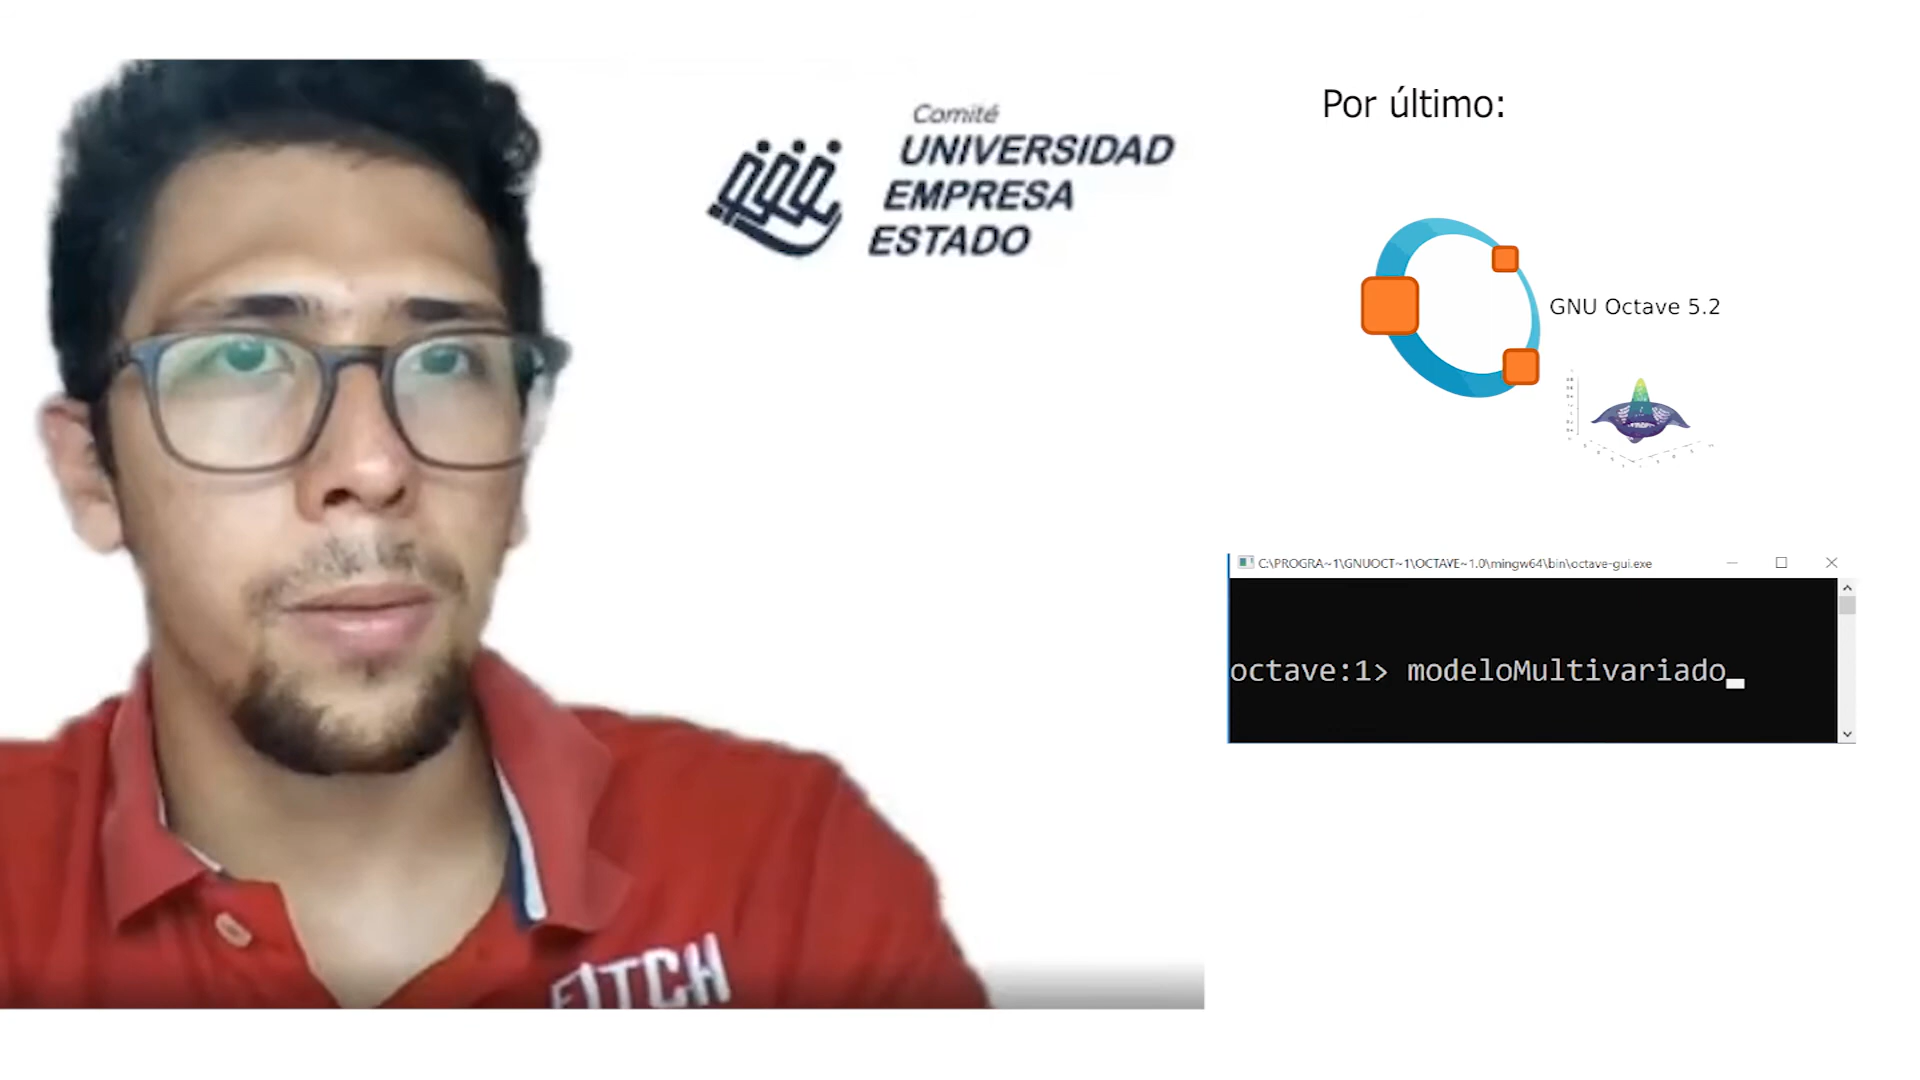 Comité
UNIVERSIDAD
EMPRESA
ESTADO
Por último:
GNU Octave 5.2
C:\PROGRA~1\GNUOCT~1\OCTAVE~1.0\mingw64\bin\octave-gui.exe
octave:1> modeloMultivariado